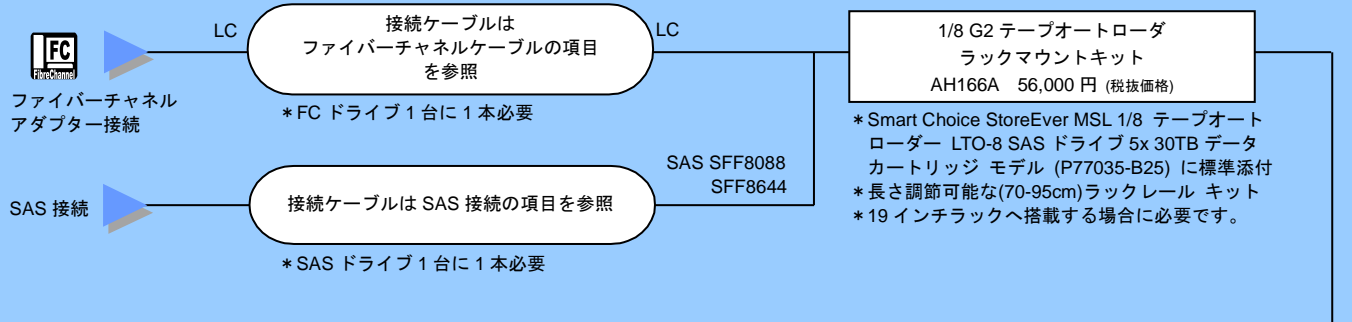 FC
FibreChannel
ファイバーチャネル
アダプター接続
LC
接続ケーブルは
ファイバーチャネルケーブルの項目
を参照
LC
*FC ドライブ 1 台に 1 本必要
SAS 接続
接続ケーブルは SAS 接続の項目を参照
SAS SFF8088
SFF8644
*SAS ドライブ 1 台に 1 本必要
1/8 G2 テープオートローダ
ラックマウントキット
AH166A 56,000 円 (税抜価格)
*Smart Choice StoreEver MSL 1/8 テープオート
ローダー LTO-8 SAS ドライブ 5x 30TB データ
カートリッジ モデル (P77035-B25) に標準添付
*長さ調節可能な(70-95cm)ラックレール キット
*19 インチラックへ搭載する場合に必要です。